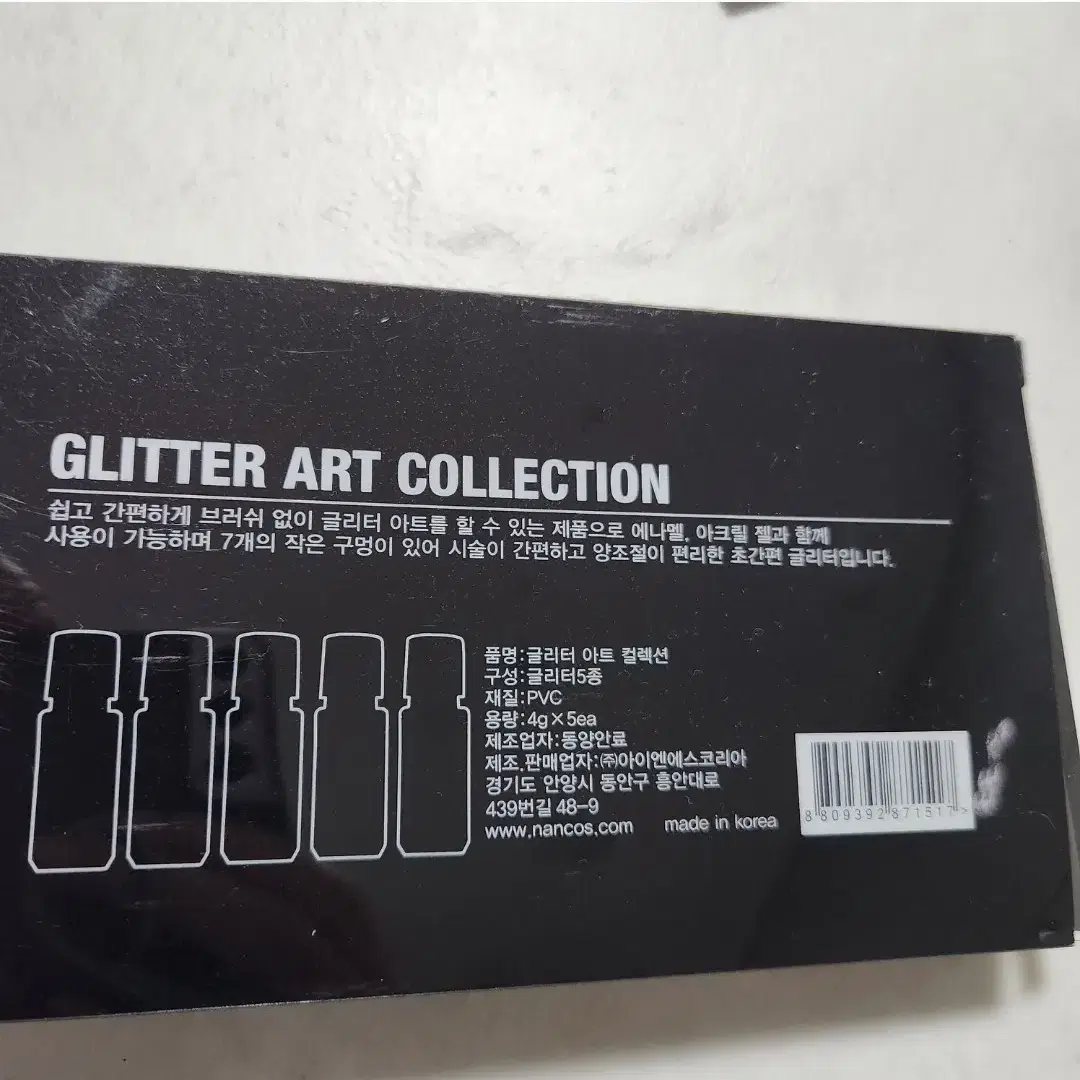 GLITTER ART COLLECTION
쉽고 간편하게 브러쉬 없이 글리터 아트를 할 수 있는 제품으로 에나멜, 아크릴 젤과 함께
사용이 가능하며 7개의 작은 구멍이 있어 시술이 간편하고 양조절이 편리한 초간편 글리터입니다.
품명:글리터 아트 컬렉션
구성:글리터5종
재질:PVC
용량:4g×5ea
제조업자:동양안료
제조.판매업자:㈜아이엔에스코리아
경기도 안양시 동안구 흥안대로
439번길 48-9
www.nancos.com made in korea
8 809392 871517 >